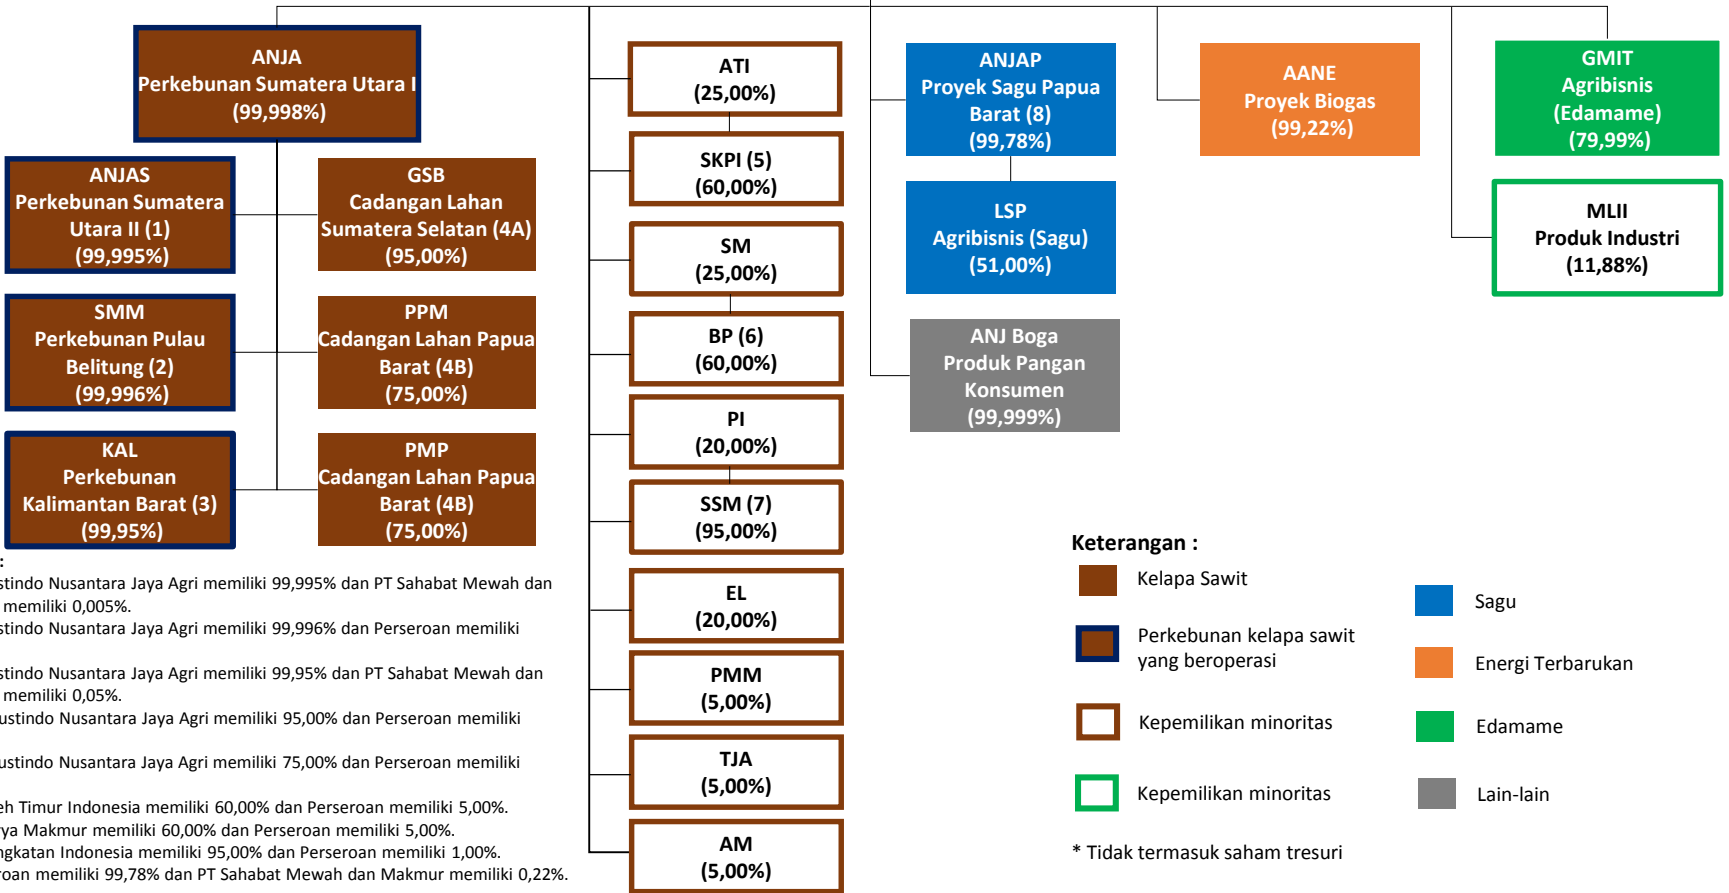 ANJA
Perkebunan Sumatera Utara I
(99,998%)
ANJAS
Perkebunan Sumatera
Utara II (1)
(99,995%)
GSB
Cadangan Lahan
Sumatera Selatan (4A)
(95,00%)
SMM
Perkebunan Pulau
Belitung (2)
(99,996%)
PPM
Cadangan Lahan Papua
Barat (4B)
(75,00%)
KAL
Perkebunan
Kalimantan Barat (3)
(99,95%)
PMP
Cadangan Lahan Papua
Barat (4B)
(75,00%)
ATI
(25,00%)
SKPI (5)
(60,00%)
SM
(25,00%)
BP (6)
(60,00%)
PI
(20,00%)
SSM (7)
(95,00%)
EL
(20,00%)
PMM
(5,00%)
TJA
(5,00%)
AM
(5,00%)
ANJAP
Proyek Sagu Papua
Barat (8)
(99,78%)
LSP
Agribisnis (Sagu)
(51,00%)
ANJ Boga
Produk Pangan
Konsumen
(99,999%)
AANE
Proyek Biogas
(99,22%)
GMIT
Agribisnis
(Edamame)
(79,99%)
MLII
Produk Industri
(11,88%)
:
Nusantara Jaya Agri memiliki 99,995% dan PT Sahabat Mewah dan
memiliki 0,005%.
Nusantara Jaya Agri memiliki 99,996% dan Perseroan memiliki
Nusantara Jaya Agri memiliki 99,95% dan PT Sahabat Mewah dan
memiliki 0,05%.
Nusantara Jaya Agri memiliki 95,00% dan Perseroan memiliki
Nusantara Jaya Agri memiliki 75,00% dan Perseroan memiliki
Timur Indonesia memiliki 60,00% dan Perseroan memiliki 5,00%.
Makmur memiliki 60,00% dan Perseroan memiliki 5,00%.
Indonesia memiliki 95,00% dan Perseroan memiliki 1,00%.
memiliki 99,78% dan PT Sahabat Mewah dan Makmur memiliki 0,22%.
Keterangan :
Kelapa Sawit
Perkebunan kelapa sawit
yang beroperasi
Kepemilikan minoritas
Kepemilikan minoritas
Sagu
Energi Terbarukan
Edamame
Lain-lain
* Tidak termasuk saham tresuri